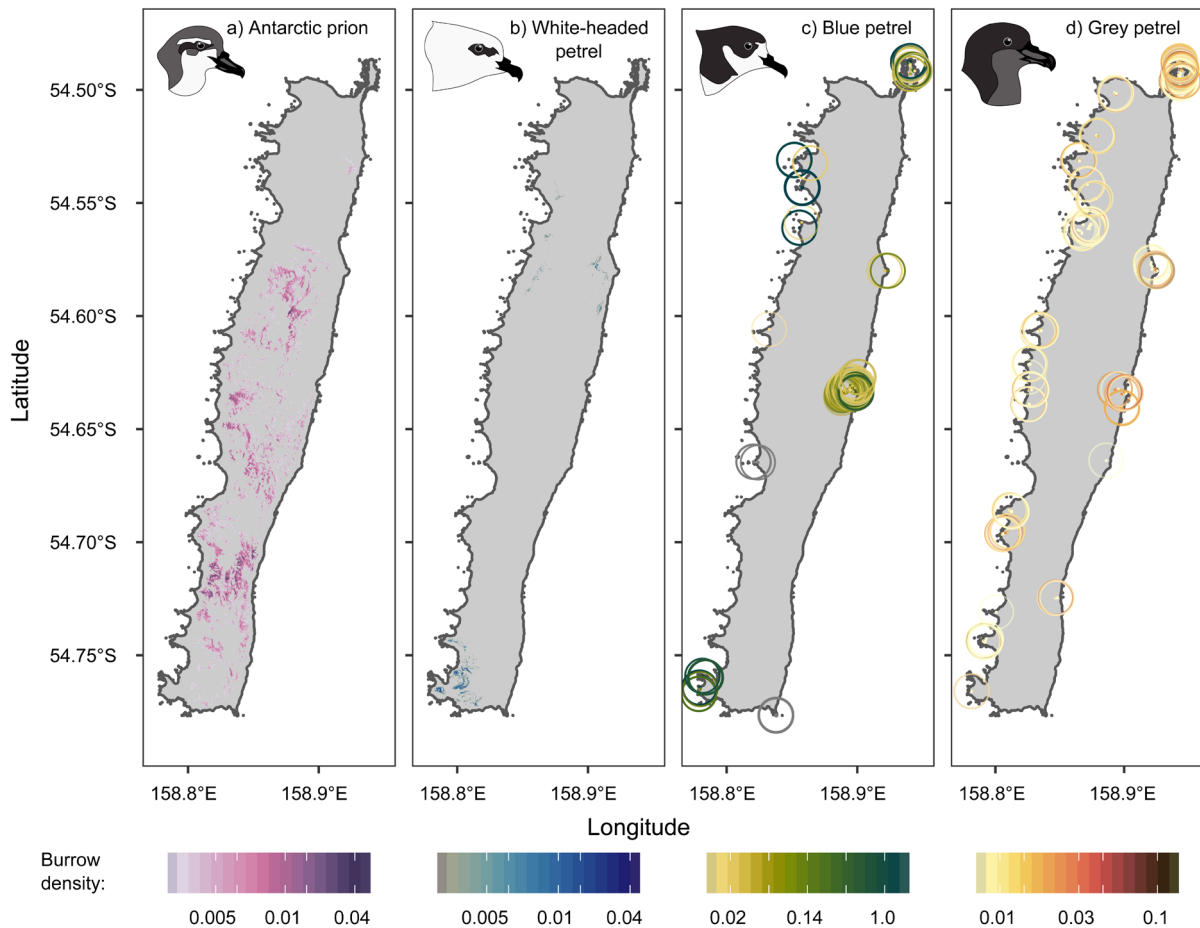 a) Antarctic prion
b) White-headed
petrel
c) Blue petrel
d) Grey petrel
54.50°S
54.55°S
54.60°S
54.65°S
54.70°S
54.75°S
Latitude
158.8°E 158.9°E 158.8°E 158.9°E 158.8°E 158.9°E 158.8°E 158.9°E
Longitude
Burrow
density:
0.005 0.01 0.04 0.005 0.01 0.04 0.02 0.14 1.0 0.01 0.03 0.1